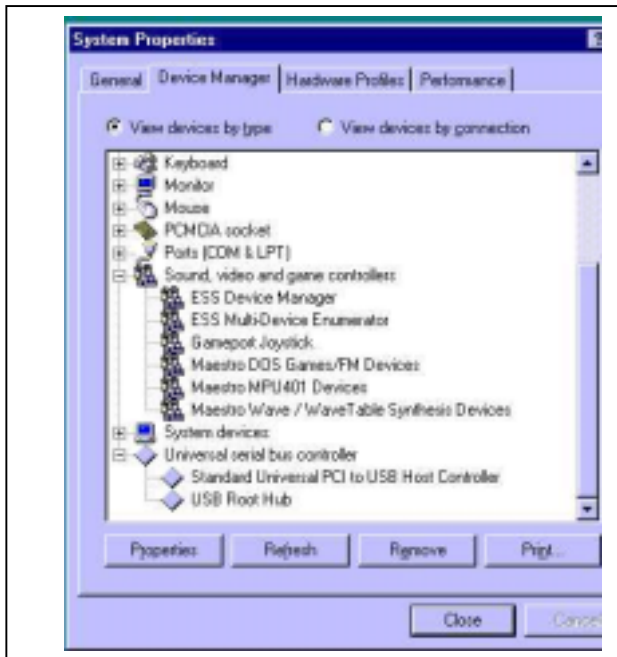 System Properties
?
General Device Manager Hardware Profiles Performance
View devices by type View devices by connection
Keyboard
Monitor
Mouse
PCMCIA socket
Ports (COM & LPT)
Sound, video and game controllers
ESS Device Manager
ESS Multi-Device Enumerator
Gameport Joystick
Maestro DOS Games/FM Devices
Maestro MPU401 Devices
Maestro Wave / WaveTable Synthesis Devices
System devices
Universal serial bus controller
Standard Universal PCI to USB Host Controller
USB Root Hub
Properties Refresh Remove Print...
Close Cancel